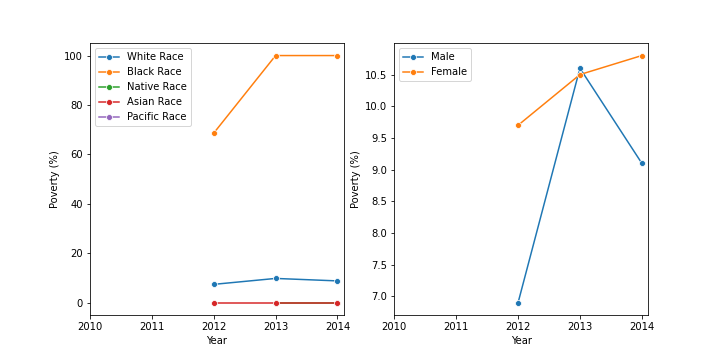 White Race
Black Race
Native Race
Asian Race
Pacific Race
100
80
60
40
20
0
Poverty (%)
2010 2011 2012 2013 2014
Year
Male
Female
10.5
10.0
9.5
9.0
8.5
8.0
7.5
7.0
Poverty (%)
2010 2011 2012 2013 2014
Year